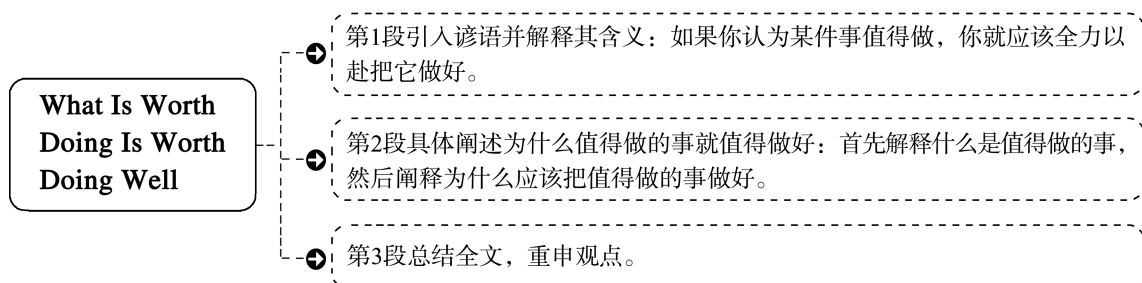 What Is Worth
Doing Is Worth
Doing Well
第1段引入谚语并解释其含义：如果你认为某件事值得做，你就应该全力以
赴把它做好。
第2段具体阐述为什么值得做的事就值得做好：首先解释什么是值得做的事，
然后阐释为什么应该把值得做的事做好。
第3段总结全文，重申观点。